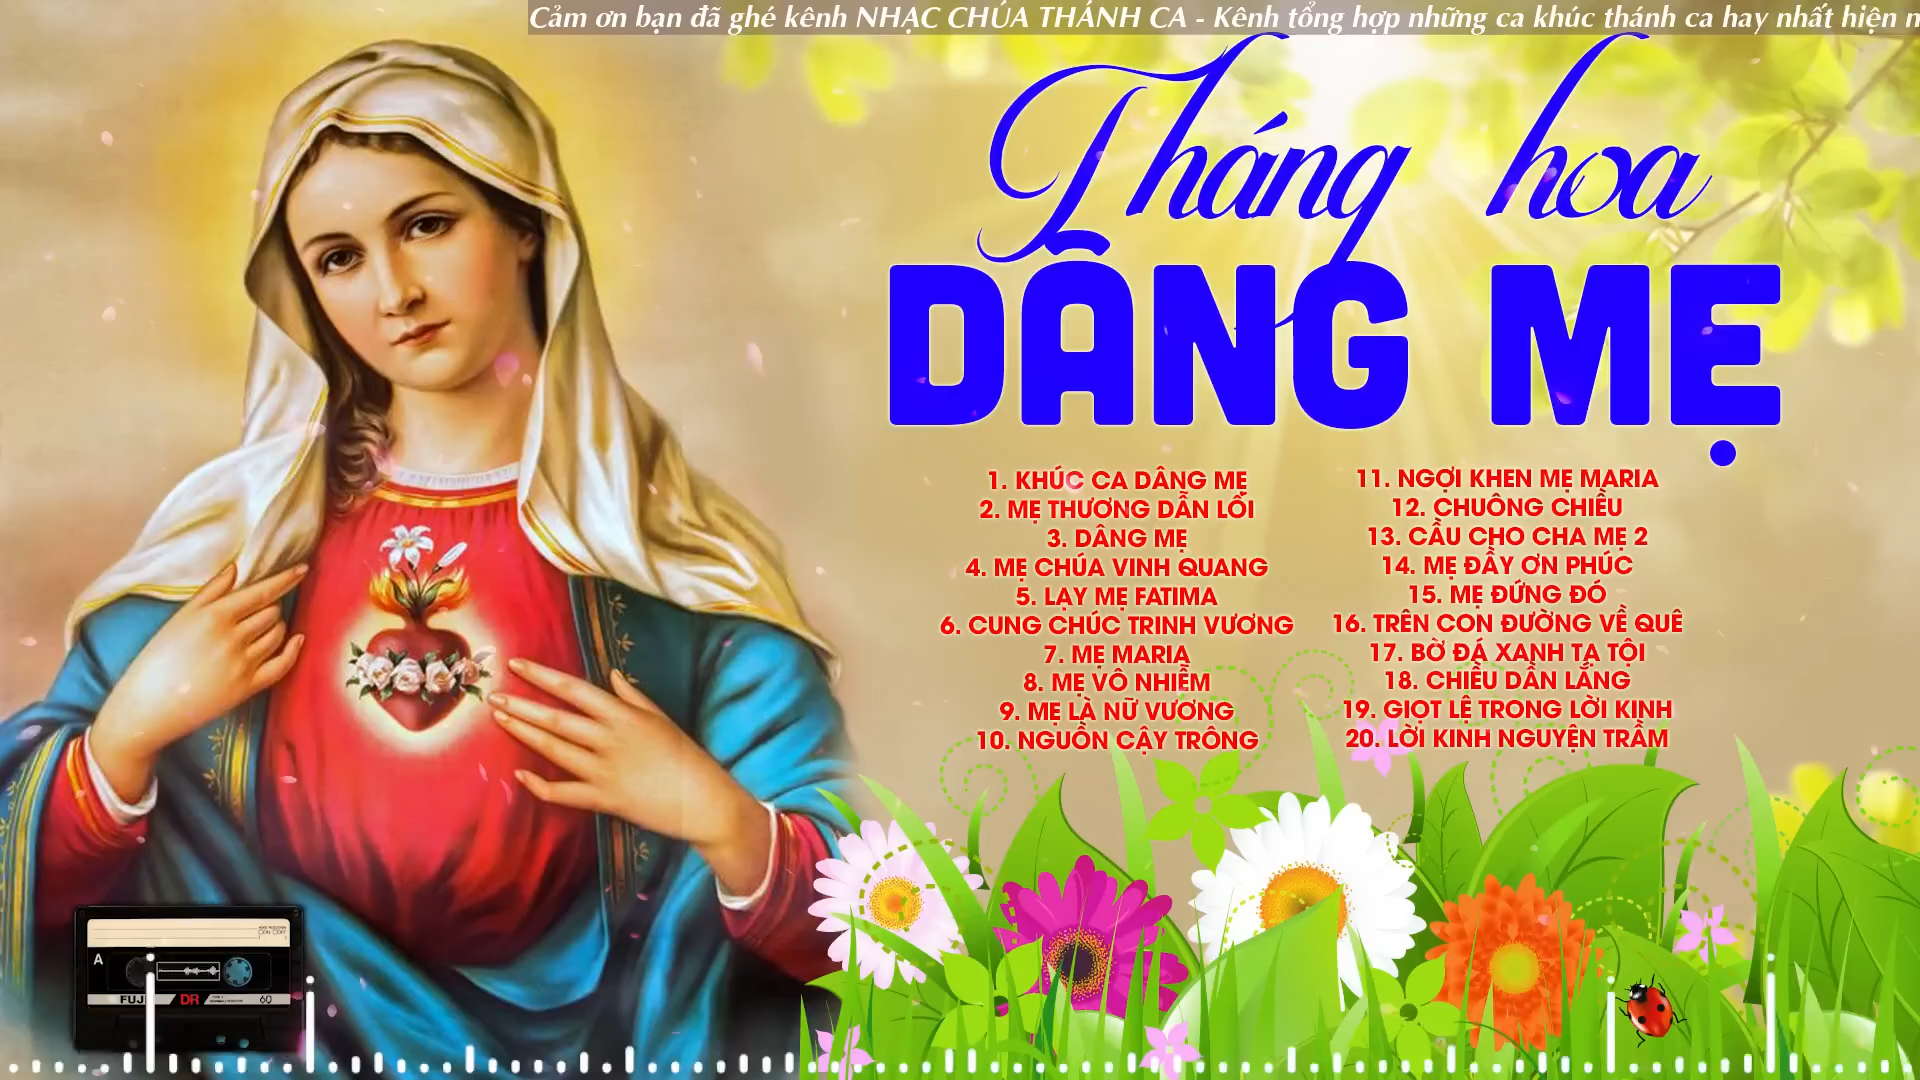 Cảm ơn bạn đã ghé kênh NHẠC CHÚA THÁNH CA - Kênh tổng hợp những ca khúc thánh ca hay nhất hiện n
Tháng hoa
DÂNG MẸ
1. KHÚC CA DÂNG MẸ
2. MẸ THƯƠNG DẪN LỐI
3. DÂNG MẸ
4. MẸ CHÚA VINH QUANG
5. LẠY MẸ FATIMA
6. CUNG CHÚC TRINH VƯƠNG
7. MẸ MARIA
8. MẸ VÔ NHIỄM
9. MẸ LÀ NỮ VƯƠNG
10. NGUỒN CẬY TRÔNG
11. NGỢI KHEN MẸ MARIA
12. CHUÔNG CHIỀU
13. CẦU CHO CHA MẸ 2
14. MẸ ĐẦY ƠN PHÚC
15. MẸ ĐỨNG ĐÓ
16. TRÊN CON ĐƯỜNG VỀ QUÊ
17. BỜ ĐÁ XANH TẠ TỘI
18. CHIỀU DẦN LẮNG
19. GIỌT LỆ TRONG LỜI KINH
20. LỜI KINH NGUYỆN TRẦM
A
FUJI DR 60